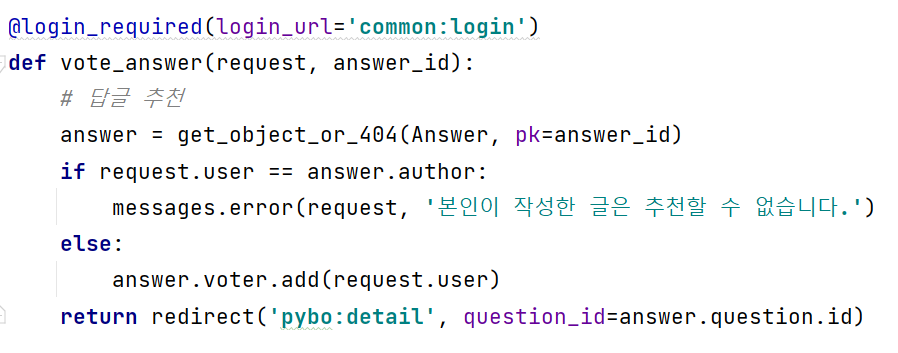 @login_required(login_url='common:login')
def vote_answer(request, answer_id):
    # 답글 추천
    answer = get_object_or_404(Answer, pk=answer_id)
    if request.user == answer.author:
        messages.error(request, '본인이 작성한 글은 추천할 수 없습니다.')
    else:
        answer.voter.add(request.user)
    return redirect('pybo:detail', question_id=answer.question.id)